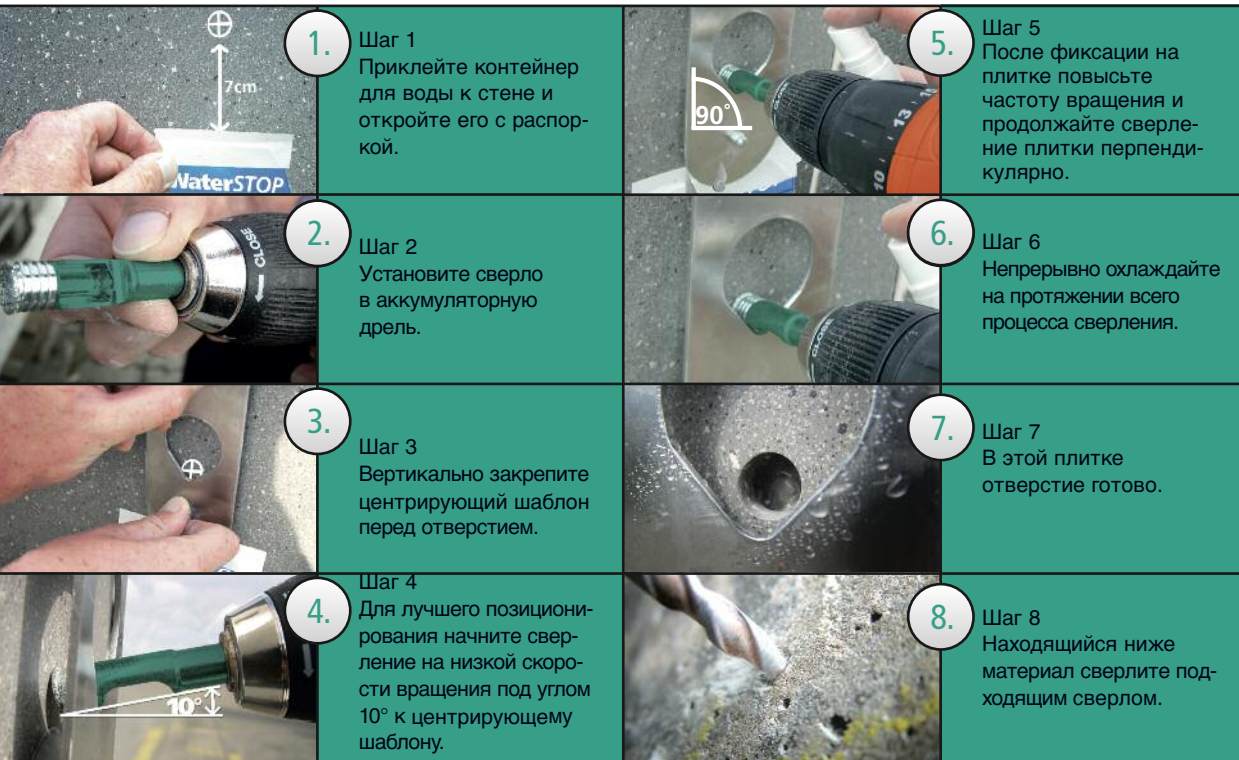 7cm
WaterSTOP
1.
Шаг 1
Приклейте контейнер
для воды к стене и
откройте его с распор-
кой.
CLOSE
2.
Шаг 2
Установите сверло
в аккумуляторную
дрель.
3.
Шаг 3
Вертикально закрепите
центрирующий шаблон
перед отверстием.
10°
4.
Шаг 4
Для лучшего позициони-
рования начните свер-
ление на низкой скоро-
сти вращения под углом
10° к центрирующему
шаблону.
90°
CLOSE
10 13
5.
Шаг 5
После фиксации на
плитке повысьте
частоту вращения и
продолжайте сверле-
ние плитки перпенди-
кулярно.
CLOSE
6.
Шаг 6
Непрерывно охлаждайте
на протяжении всего
процесса сверления.
7.
Шаг 7
В этой плитке
отверстие готово.
8.
Шаг 8
Находящийся ниже
материал сверлите под-
ходящим сверлом.